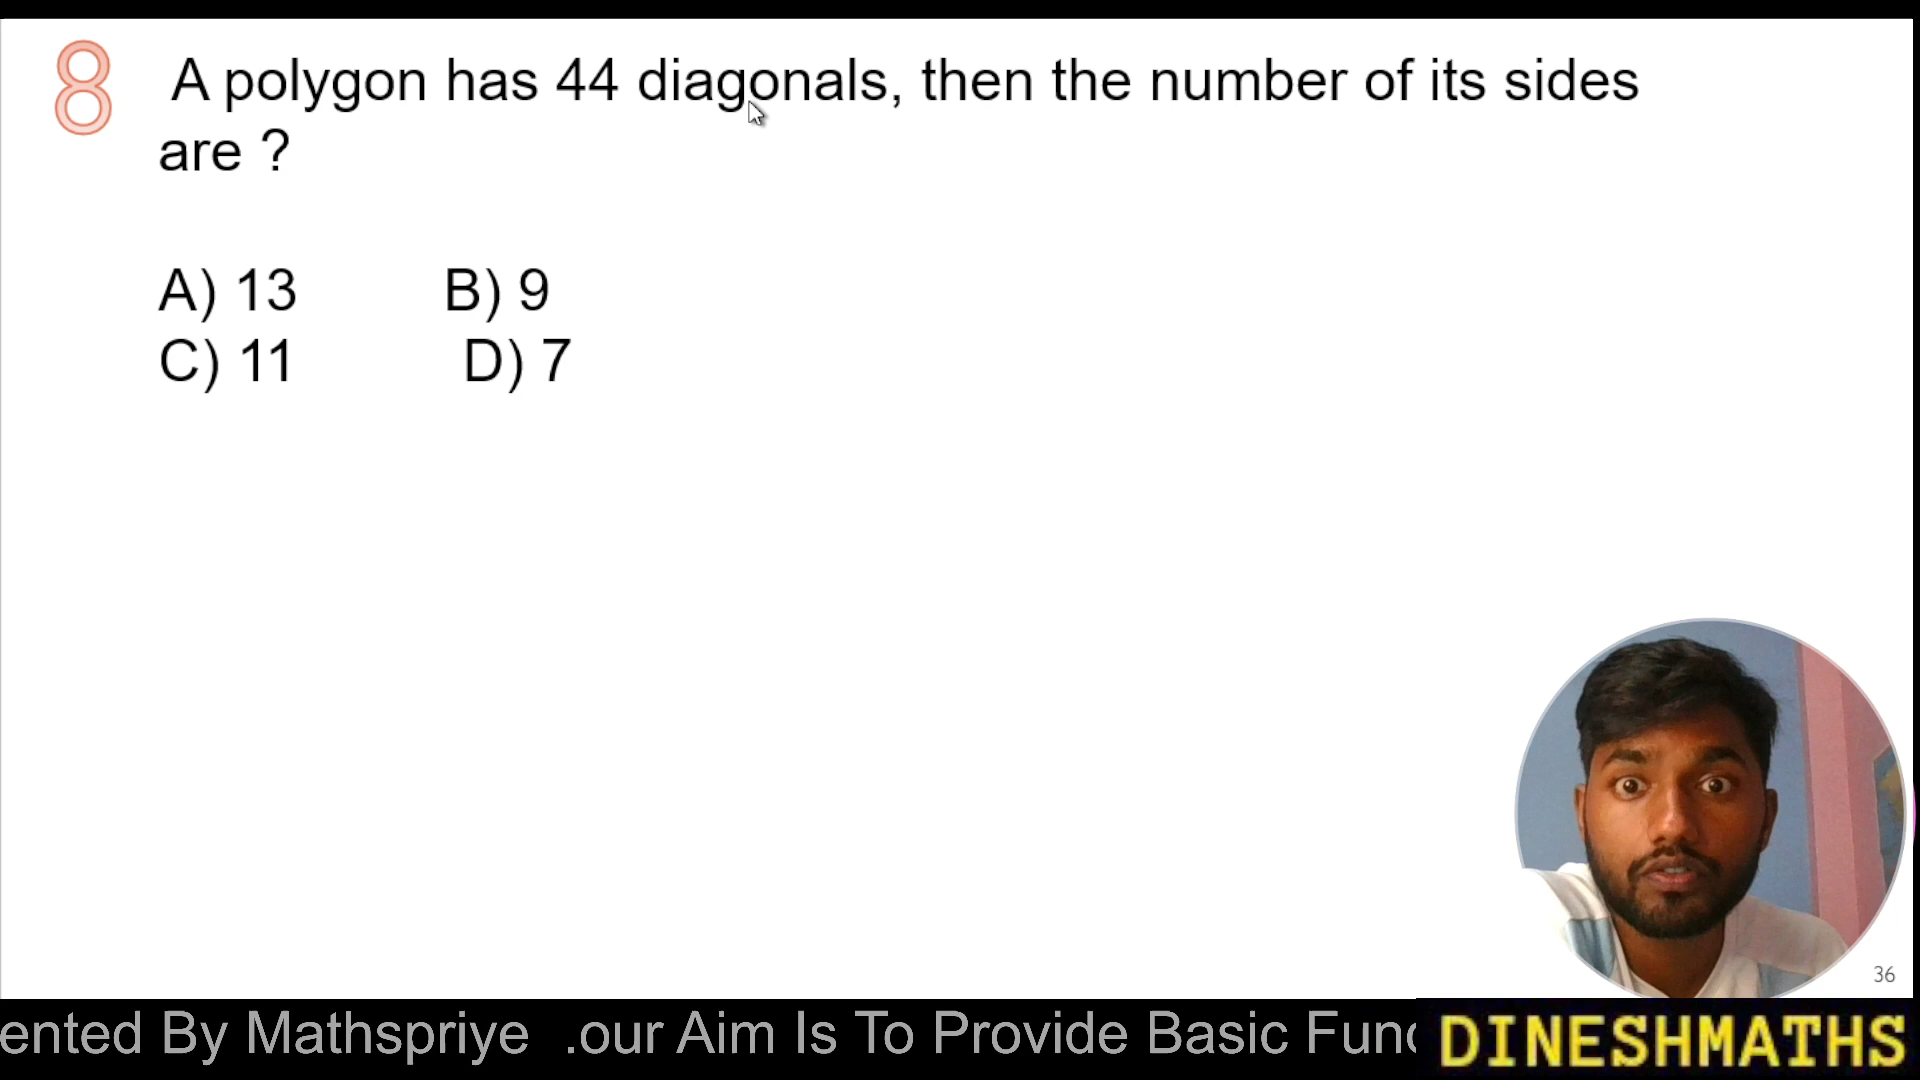 8
A polygon has 44 diagonals, then the number of its sides
are ?
A) 13 B) 9
C) 11 D) 7
36
ented By Mathspriye .our Aim Is To Provide Basic Func
DINESHMATHS